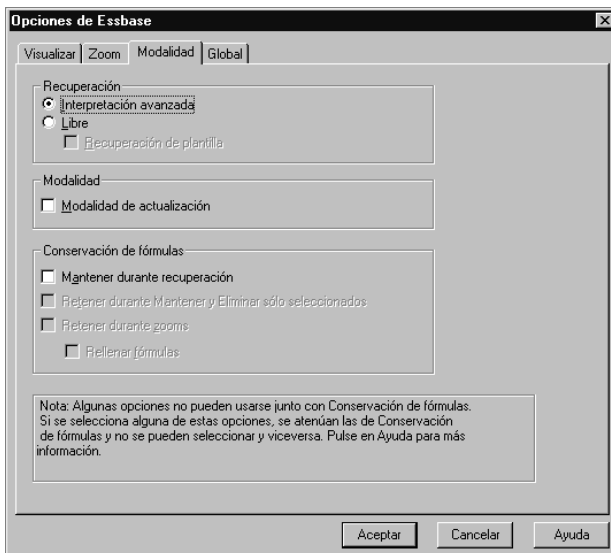 Opciones de Essbase
Visualizar Zoom Modalidad Global
Recuperación
Interpretación avanzada
Libre
Recuperación de plantilla
Modalidad
Modalidad de actualización
Conservación de fórmulas
Mantener durante recuperación
Retener durante Mantener y Eliminar sólo seleccionados
Retener durante zooms
Rellenar fórmulas
Nota: Algunas opciones no pueden usarse junto con Conservación de fórmulas.
Si se selecciona alguna de estas opciones, se atenúan las de Conservación
de fórmulas y no se pueden seleccionar y viceversa. Pulse en Ayuda para más
información.
Aceptar Cancelar Ayuda